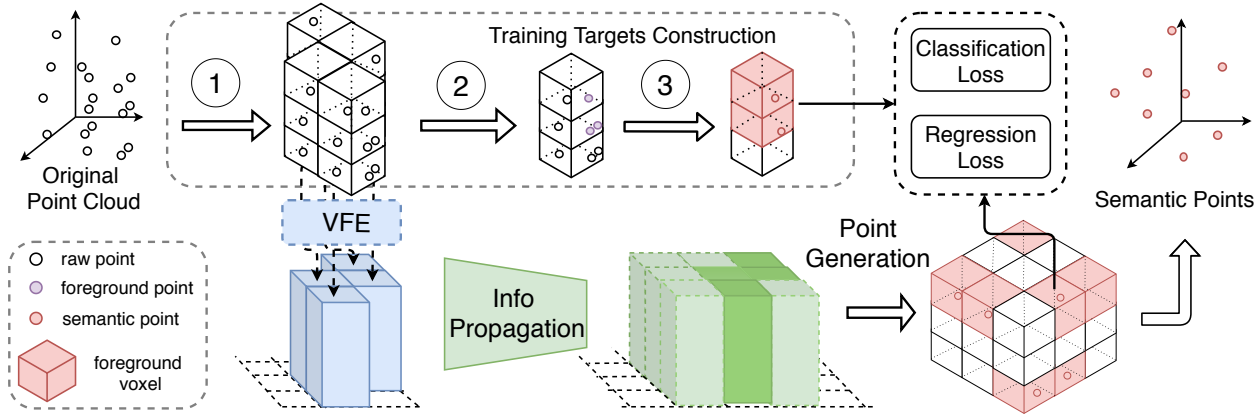 Training Targets Construction
1
2
3
Classification
Loss
Regression
Loss
Original
Point Cloud
Semantic Points
VFE
raw point
foreground point
semantic point
foreground
voxel
Info
Propagation
Point
Generation